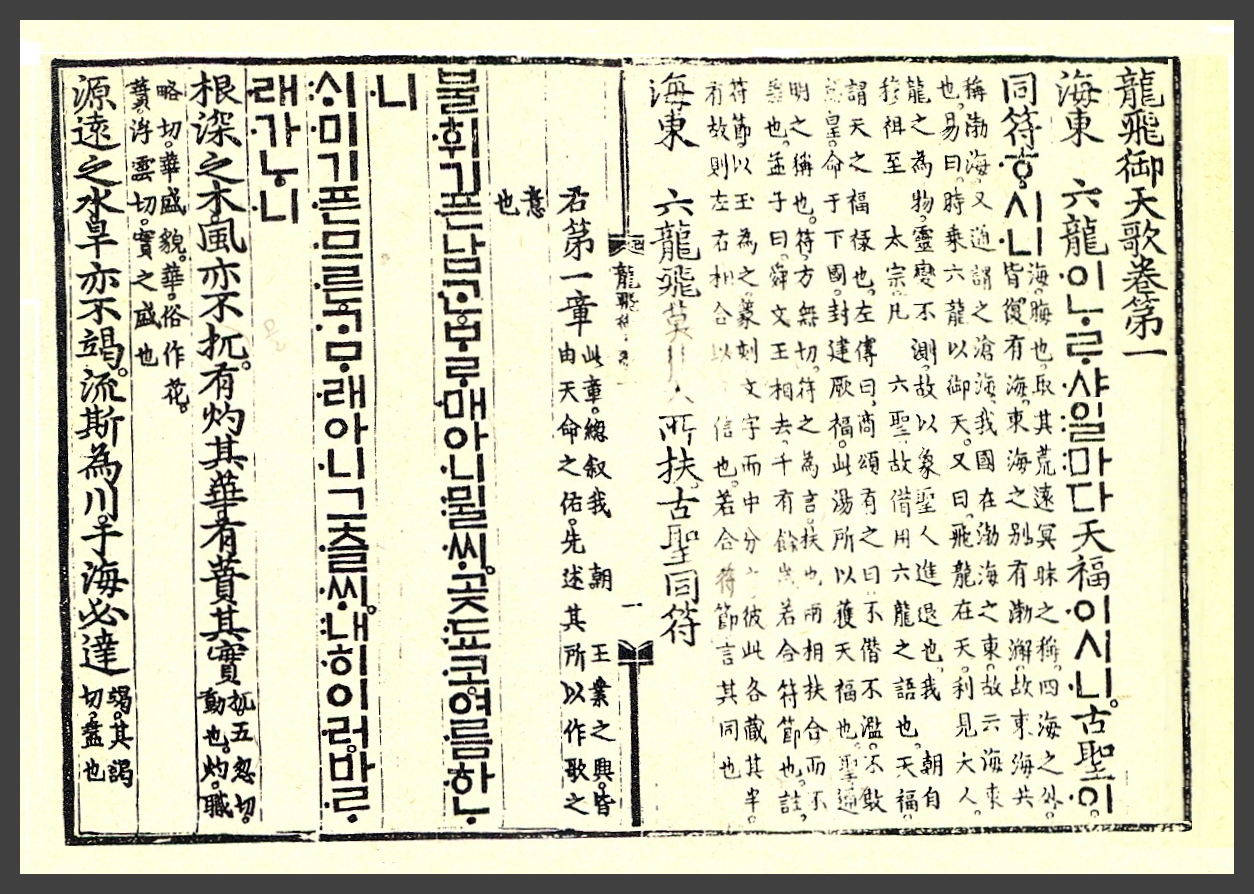 龍飛御天歌卷第一
海東 六龍이ᄂᆞᄅᆞ샤일마다天福이시니。古聖이
同符ᄒᆞ시니
海。晦也。取其荒遠冥昧之稱。四海之外。
皆復有海。東海之別有渤澥。故東海共
稱渤海。又通謂之滄海。我國在渤海之東。故云海東
也。易曰。時乘六龍以御天。又曰。飛龍在天。利見大人。
龍之為物。靈變不測。故以象聖人進退也。我 朝自
穆祖至 太宗。凡 六聖。故借用六龍之語也。天福。
謂天之福祿也。左傳曰。商頌有之曰。不僭不濫。不敢
怠皇。命于下國。封建厥福。此湯所以獲天福也。聖。通
明之稱也。符。方無切。符之為言。扶也。兩相扶合而不
差也。孟子曰。舜文王相去。千有餘歲。若合符節也。註。
符節以玉為之。篆刻文字而中分之。彼此各藏其半。
有故則左右相合以 信也。若合符節。言其同也
海東 六龍飛。莫 所扶。古聖同符
龍飛 一
右第一章
此章。總叙我 朝 王業之興。皆
由天命之佑。先述其所以作歌之
意
也
불휘기픈남ᄀᆞᆫᄇᆞᄅᆞ매아니뮐ᄊᆡ。곶됴코여름하ᄂᆞ
니
ᄉᆡ미기픈므른ᄀᆞᄆᆞ래아니그츨ᄊᆡ。내히이러바ᄅᆞ
래가ᄂᆞ니
根深之木。風亦不扤。有灼其華。有蕡其實
扤。五忽切。
動也。灼。職
略切。華盛貌。華。俗作花。
蕡。浮雲切。實之盛也
源遠之水。旱亦不竭。流斯為川。于海必達
竭。其謁
切。盡也